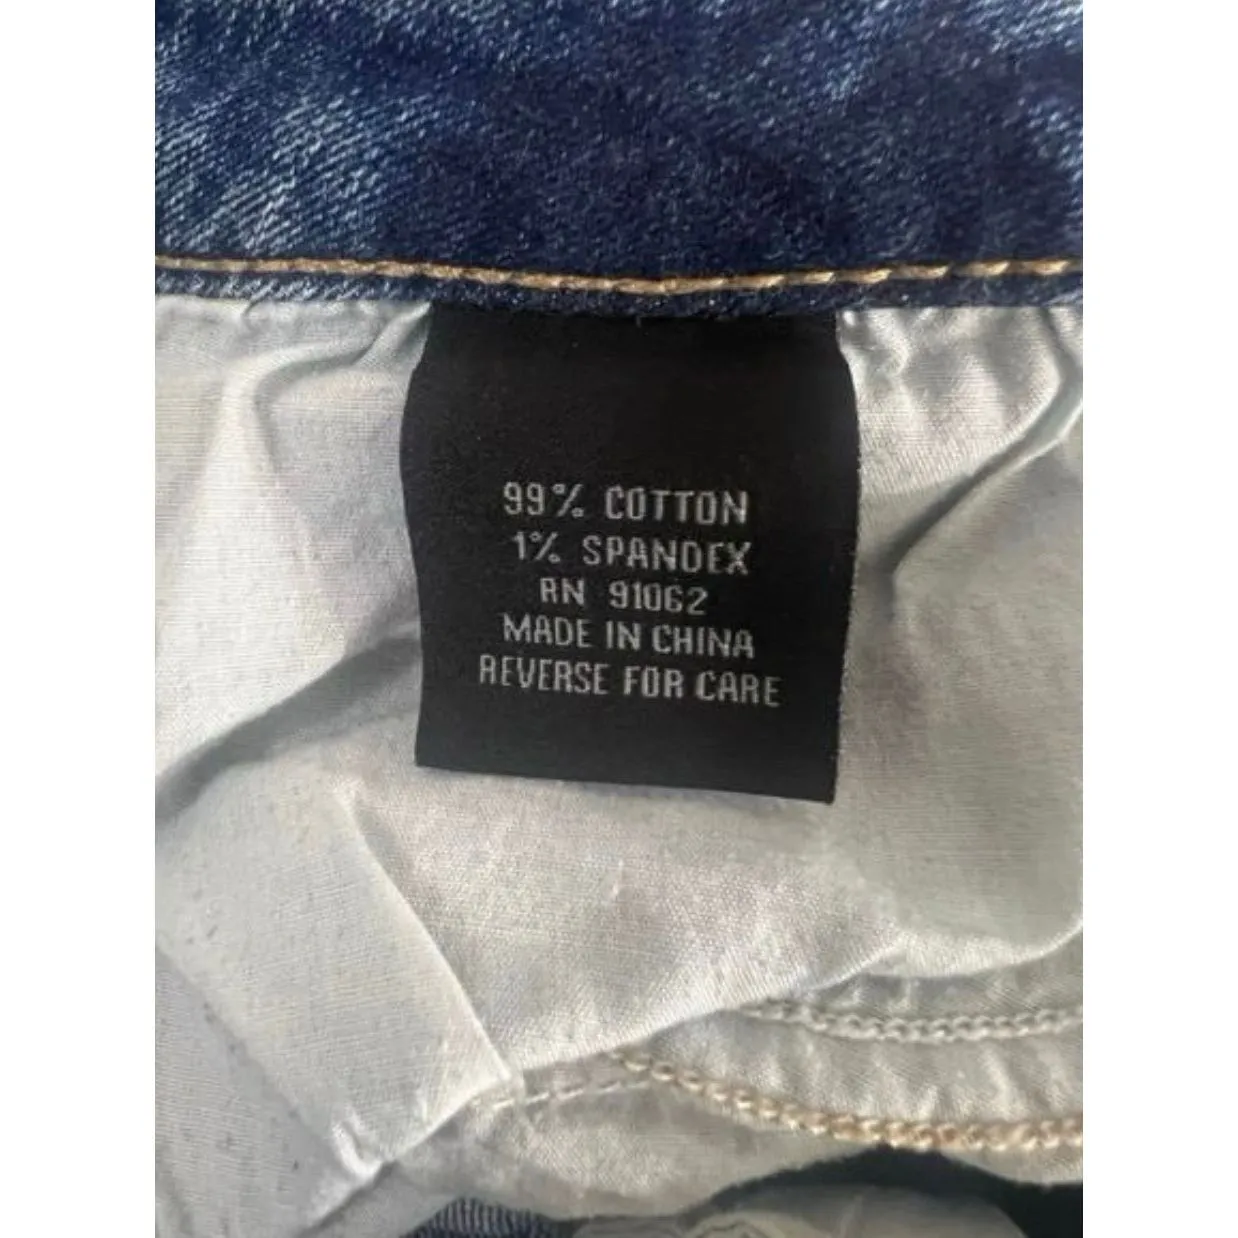 99% COTTON
1% SPANDEX
RN 91062
MADE IN CHINA
REVERSE FOR CARE